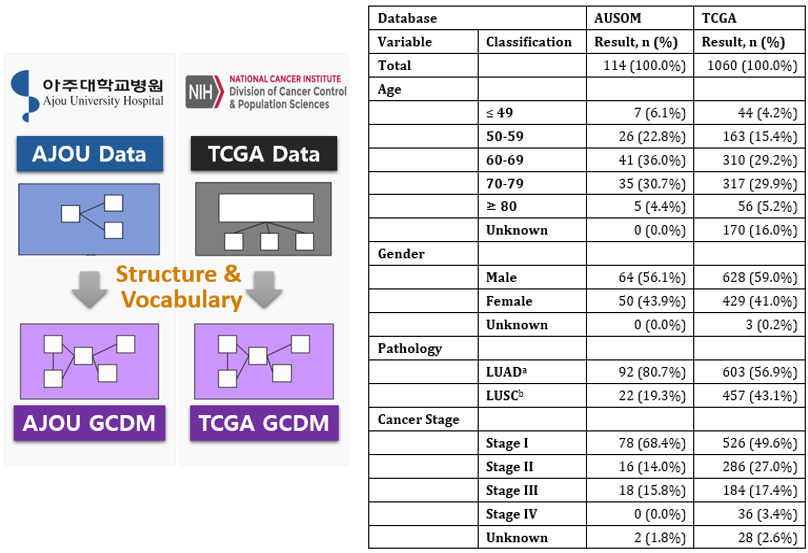 아주대학교병원
Ajou University Hospital
NIH
NATIONAL CANCER INSTITUTE
Division of Cancer Control
& Population Sciences
AJOU Data
TCGA Data
Structure &
Vocabulary
AJOU GCDM
TCGA GCDM
Database AUSOM TCGA
Variable Classification Result, n (%) Result, n (%)
Total 114 (100.0%) 1060 (100.0%)
Age
≤ 49 7 (6.1%) 44 (4.2%)
50-59 26 (22.8%) 163 (15.4%)
60-69 41 (36.0%) 310 (29.2%)
70-79 35 (30.7%) 317 (29.9%)
≥ 80 5 (4.4%) 56 (5.2%)
Unknown 0 (0.0%) 170 (16.0%)
Gender
Male 64 (56.1%) 628 (59.0%)
Female 50 (43.9%) 429 (41.0%)
Unknown 0 (0.0%) 3 (0.2%)
Pathology
LUADᵃ 92 (80.7%) 603 (56.9%)
LUSCᵇ 22 (19.3%) 457 (43.1%)
Cancer Stage
Stage I 78 (68.4%) 526 (49.6%)
Stage II 16 (14.0%) 286 (27.0%)
Stage III 18 (15.8%) 184 (17.4%)
Stage IV 0 (0.0%) 36 (3.4%)
Unknown 2 (1.8%) 28 (2.6%)